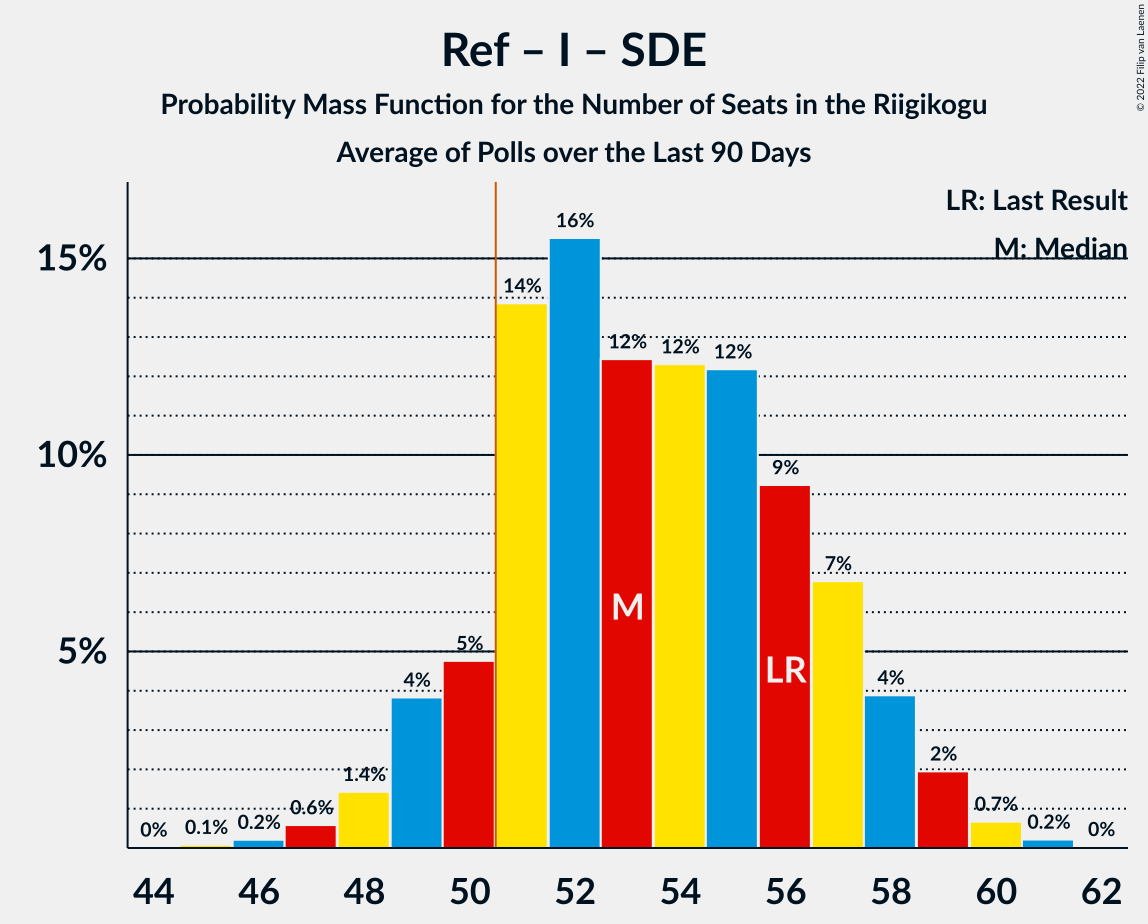 Ref – I – SDE
Probability Mass Function for the Number of Seats in the Riigikogu
Average of Polls over the Last 90 Days
© 2022 Filip van Laenen
LR: Last Result
M: Median
15%
10%
5%
0%
0.1%
0.2%
0.6%
1.4%
4%
5%
14%
16%
12%
12%
12%
9%
7%
4%
2%
0.7%
0.2%
0%
M
LR
44 46 48 50 52 54 56 58 60 62